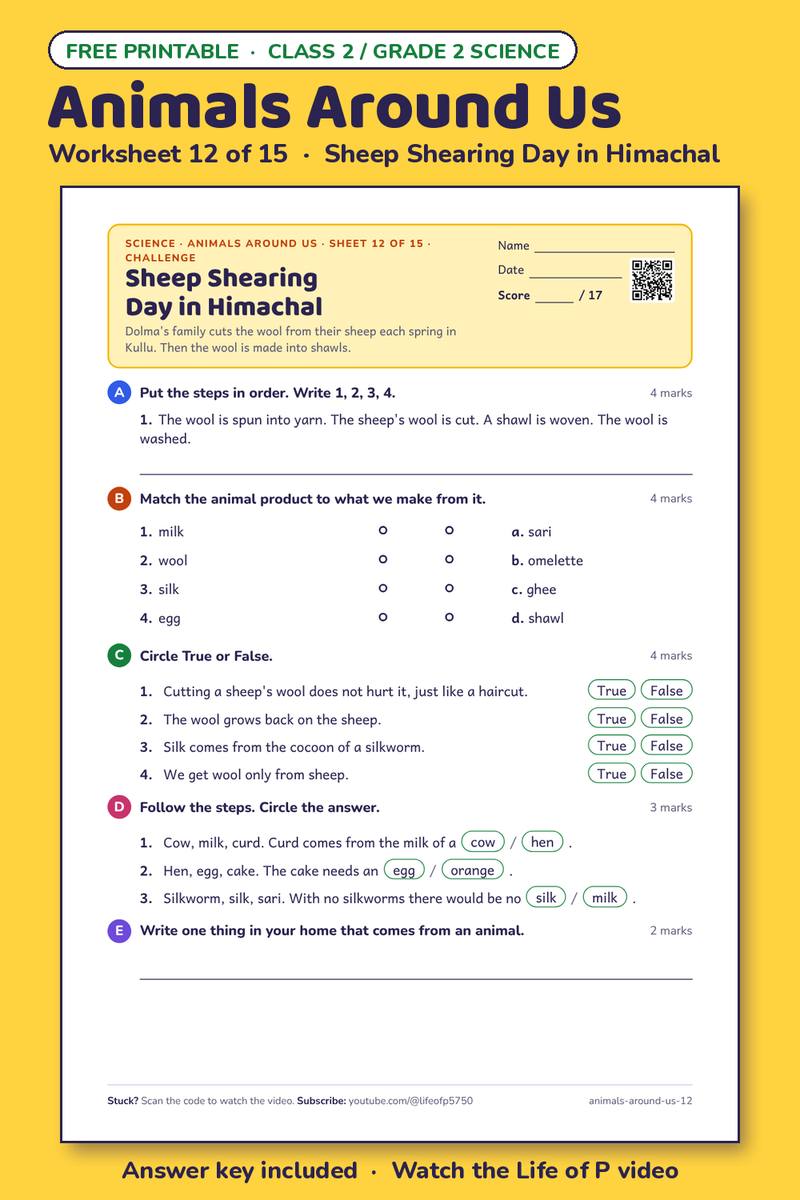 FREE PRINTABLE · CLASS 2 / GRADE 2 SCIENCE
Animals Around Us
Worksheet 12 of 15 · Sheep Shearing Day in Himachal
SCIENCE · ANIMALS AROUND US · SHEET 12 OF 15 ·
CHALLENGE
Sheep Shearing
Day in Himachal
Dolma's family cuts the wool from their sheep each spring in
Kullu. Then the wool is made into shawls.
Name
Date
Score / 17
A Put the steps in order. Write 1, 2, 3, 4. 4 marks
1. The wool is spun into yarn. The sheep's wool is cut. A shawl is woven. The wool is
washed.
B Match the animal product to what we make from it. 4 marks
1. milk a. sari
2. wool b. omelette
3. silk c. ghee
4. egg d. shawl
C Circle True or False. 4 marks
1. Cutting a sheep's wool does not hurt it, just like a haircut. True False
2. The wool grows back on the sheep. True False
3. Silk comes from the cocoon of a silkworm. True False
4. We get wool only from sheep. True False
D Follow the steps. Circle the answer. 3 marks
1. Cow, milk, curd. Curd comes from the milk of a cow / hen .
2. Hen, egg, cake. The cake needs an egg / orange .
3. Silkworm, silk, sari. With no silkworms there would be no silk / milk .
E Write one thing in your home that comes from an animal. 2 marks
Stuck? Scan the code to watch the video. Subscribe: youtube.com/@lifeofp5750 animals-around-us-12
Answer key included · Watch the Life of P video